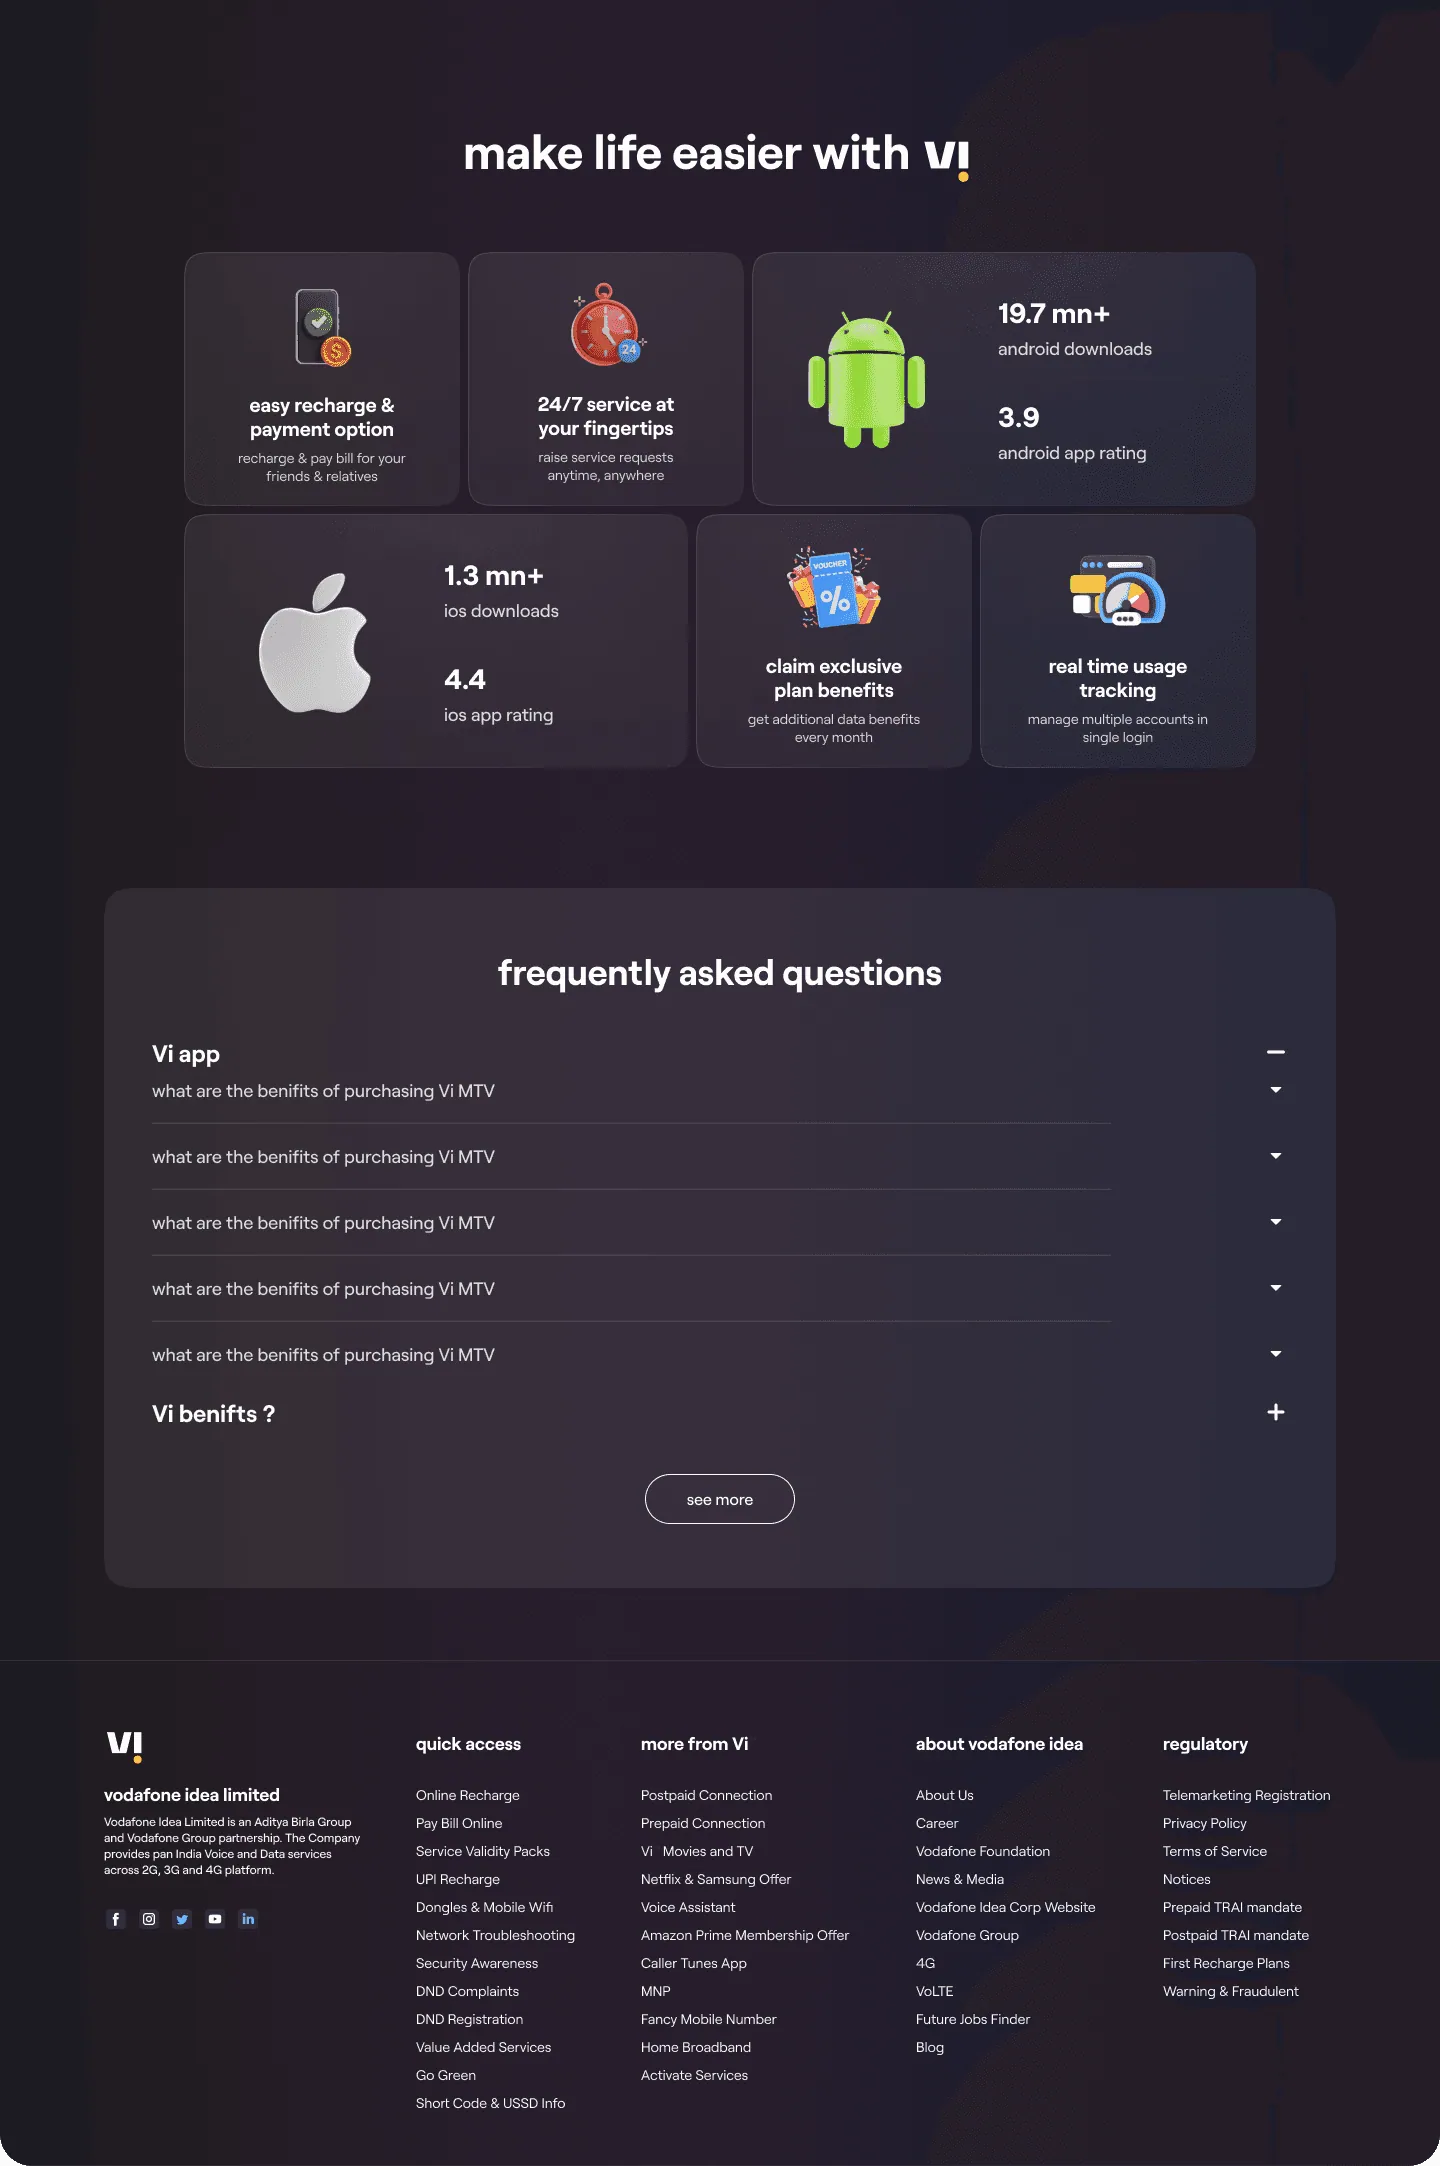 make life easier with VI
easy recharge &
payment option
recharge & pay bill for your
friends & relatives
24
24/7 service at
your fingertips
raise service requests
anytime, anywhere
19.7 mn+
android downloads
3.9
android app rating
1.3 mn+
ios downloads
4.4
ios app rating
VOUCHER
%
claim exclusive
plan benefits
get additional data benefits
every month
real time usage
tracking
manage multiple accounts in
single login
frequently asked questions
Vi app
what are the benifits of purchasing Vi MTV
what are the benifits of purchasing Vi MTV
what are the benifits of purchasing Vi MTV
what are the benifits of purchasing Vi MTV
what are the benifits of purchasing Vi MTV
Vi benifts ?
see more
VI
vodafone idea limited
Vodafone Idea Limited is an Aditya Birla Group
and Vodafone Group partnership. The Company
provides pan India Voice and Data services
across 2G, 3G and 4G platform.
quick access
Online Recharge
Pay Bill Online
Service Validity Packs
UPI Recharge
Dongles & Mobile Wifi
Network Troubleshooting
Security Awareness
DND Complaints
DND Registration
Value Added Services
Go Green
Short Code & USSD Info
more from Vi
Postpaid Connection
Prepaid Connection
Vi Movies and TV
Netflix & Samsung Offer
Voice Assistant
Amazon Prime Membership Offer
Caller Tunes App
MNP
Fancy Mobile Number
Home Broadband
Activate Services
about vodafone idea
About Us
Career
Vodafone Foundation
News & Media
Vodafone Idea Corp Website
Vodafone Group
4G
VoLTE
Future Jobs Finder
Blog
regulatory
Telemarketing Registration
Privacy Policy
Terms of Service
Notices
Prepaid TRAI mandate
Postpaid TRAI mandate
First Recharge Plans
Warning & Fraudulent